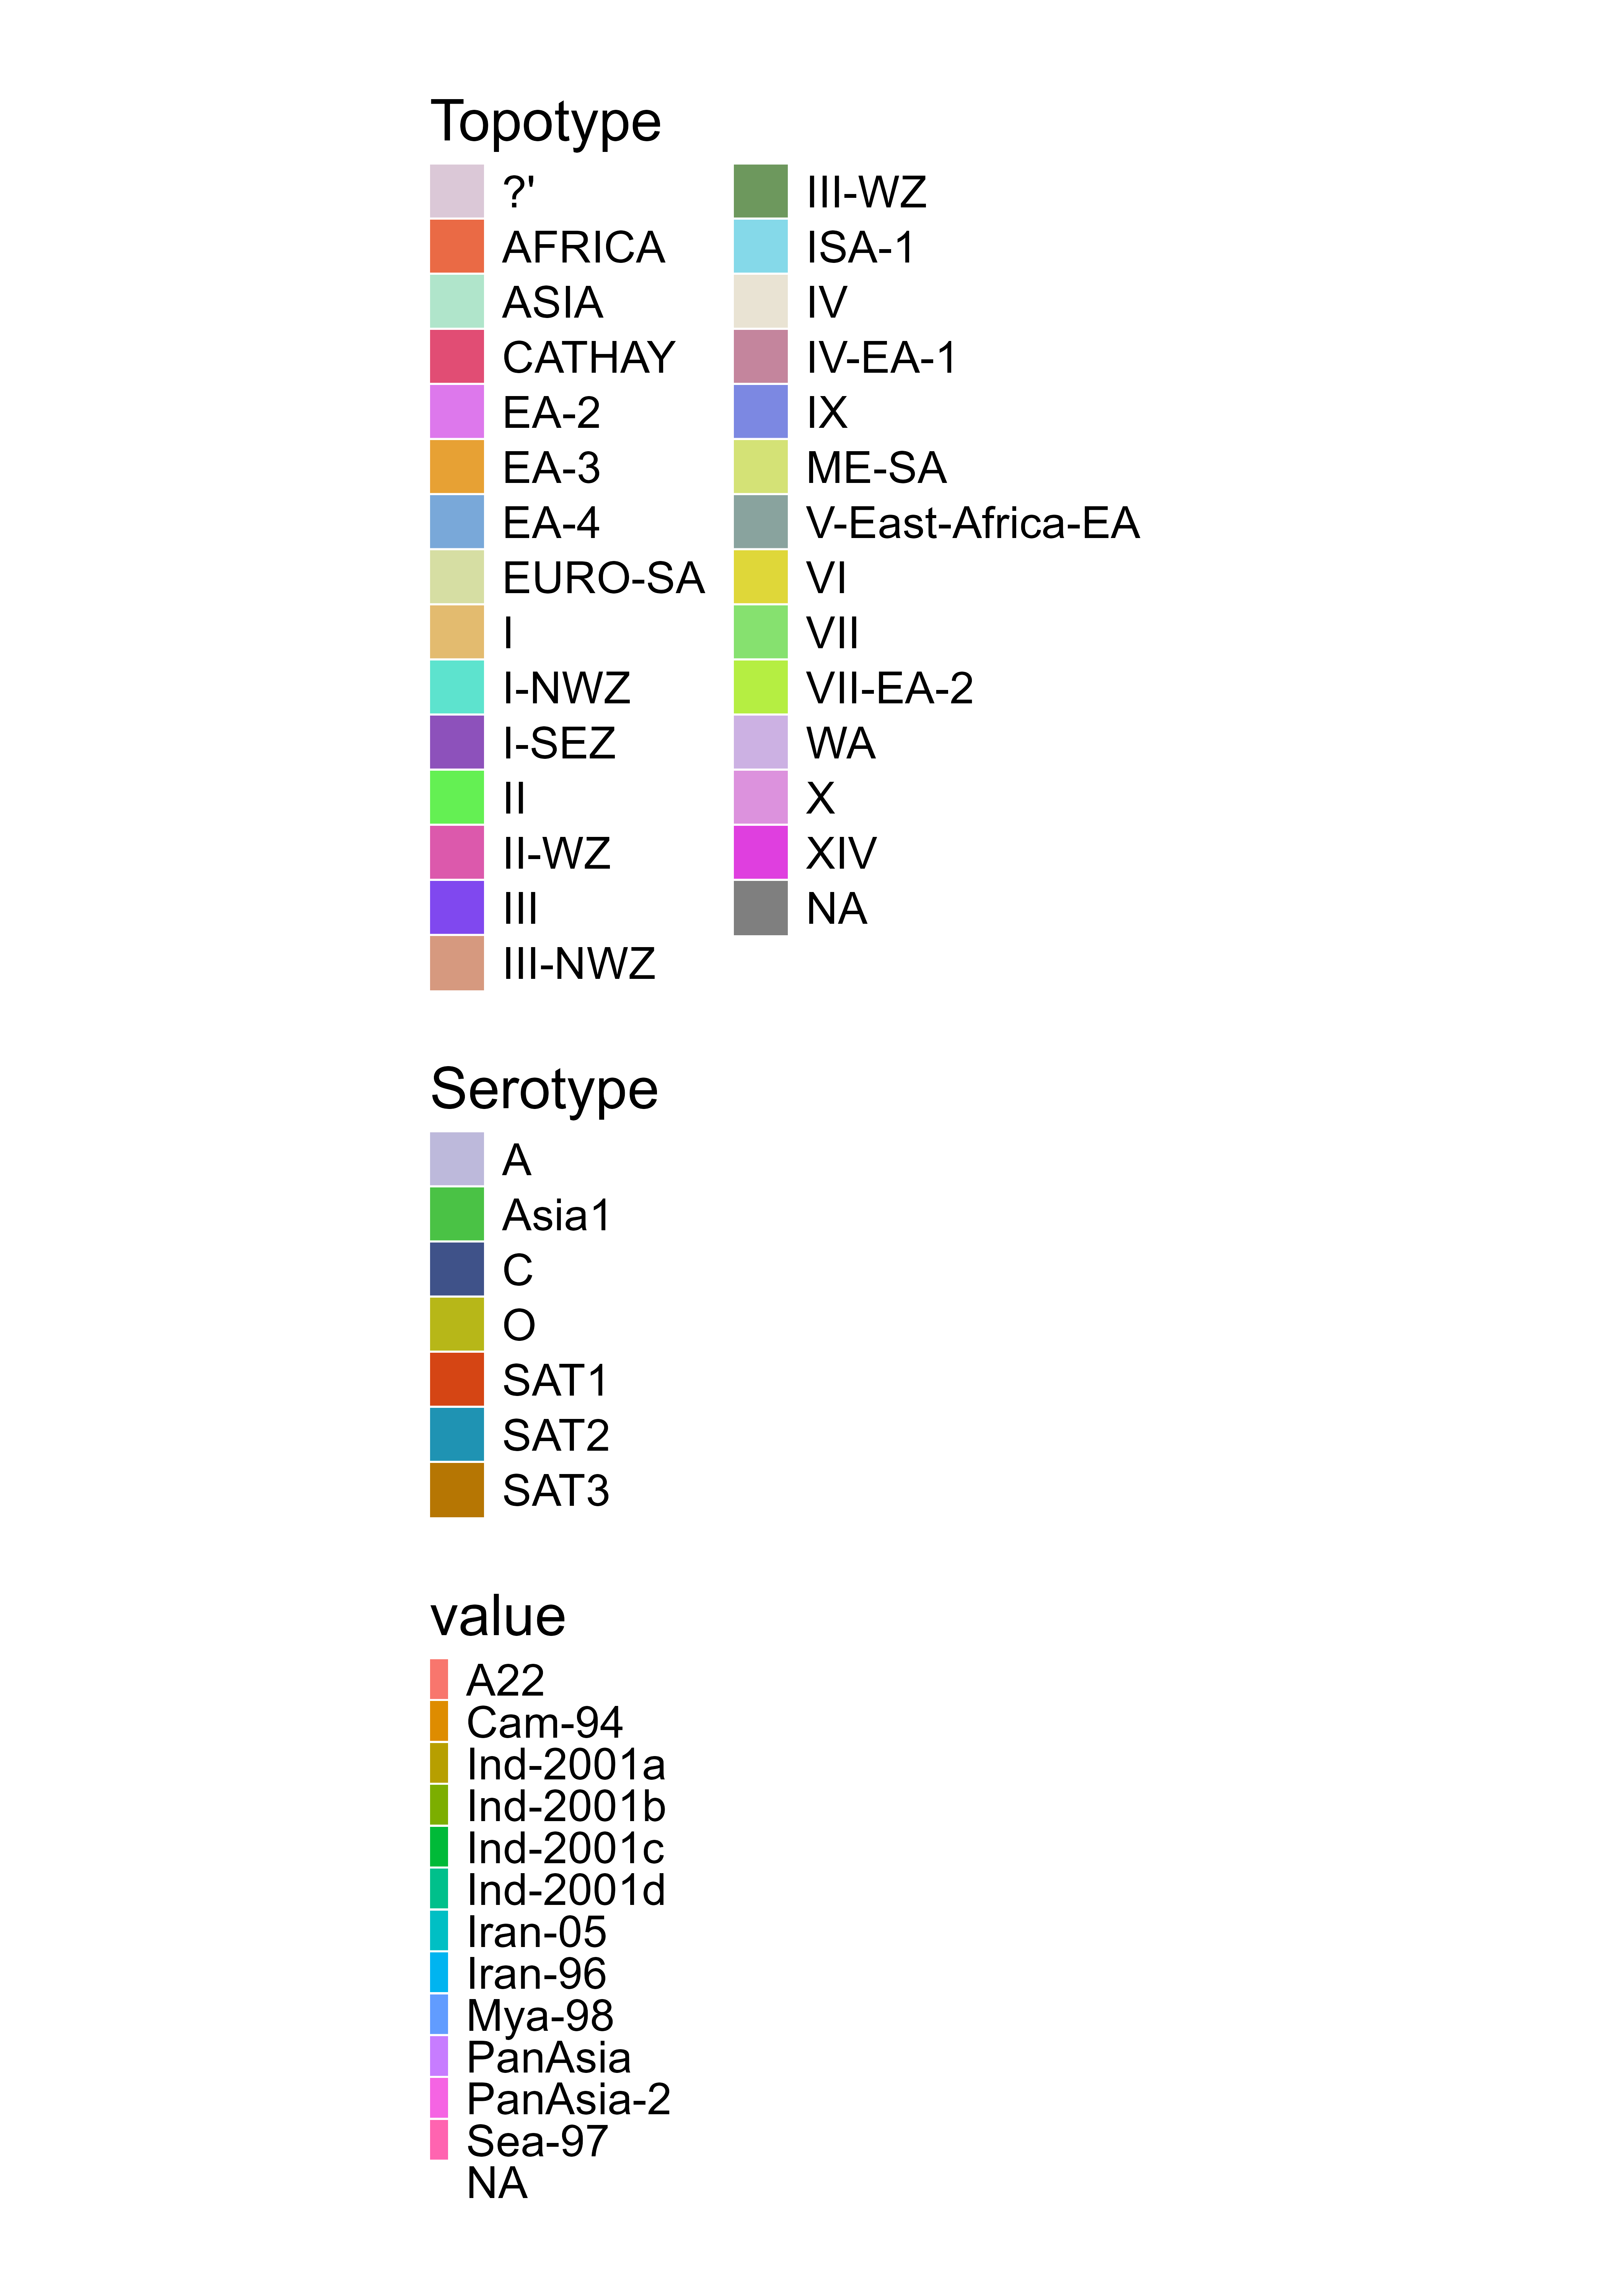 Topotype
?'
AFRICA
ASIA
CATHAY
EA-2
EA-3
EA-4
EURO-SA
I
I-NWZ
I-SEZ
II
II-WZ
III
III-NWZ
III-WZ
ISA-1
IV
IV-EA-1
IX
ME-SA
V-East-Africa-EA
VI
VII
VII-EA-2
WA
X
XIV
NA
Serotype
A
Asia1
C
O
SAT1
SAT2
SAT3
value
A22
Cam-94
Ind-2001a
Ind-2001b
Ind-2001c
Ind-2001d
Iran-05
Iran-96
Mya-98
PanAsia
PanAsia-2
Sea-97
NA